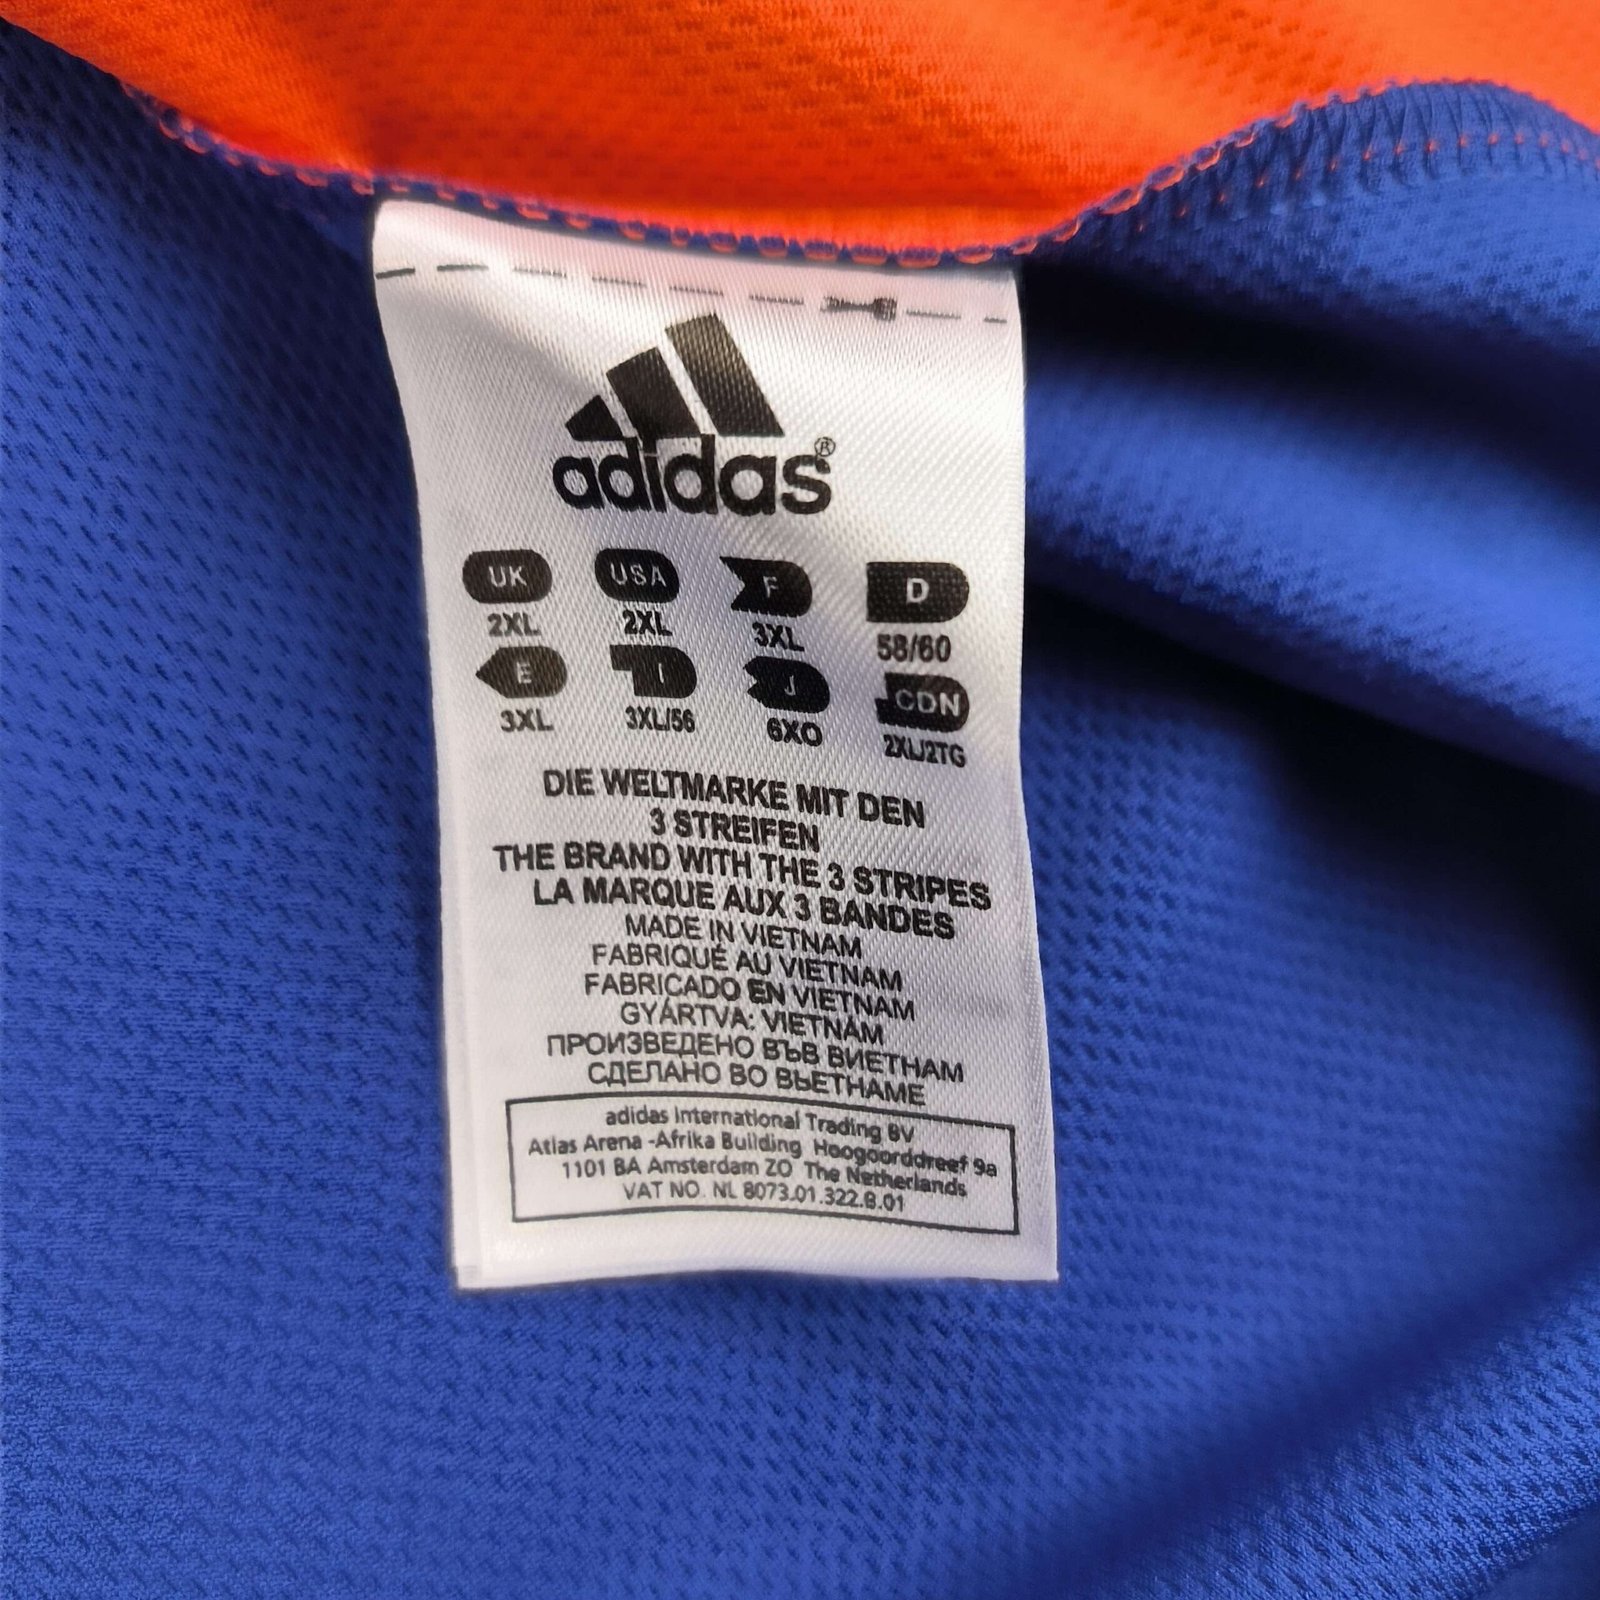 adidas®
UK USA F D
2XL 2XL 3XL 58/60
E I J CDN
3XL 3XL/56 6XO 2XL/2TG
DIE WELTMARKE MIT DEN
3 STREIFEN
THE BRAND WITH THE 3 STRIPES
LA MARQUE AUX 3 BANDES
MADE IN VIETNAM
FABRIQUÉ AU VIETNAM
FABRICADO EN VIETNAM
GYÁRTVA: VIETNÁM
ПРОИЗВЕДЕНО ВЪВ ВИЕТНАМ
СДЕЛАНО ВО ВЬЕТНАМЕ
adidas International Trading BV
Atlas Arena -Afrika Building Hoogoorddreef 9a
1101 BA Amsterdam ZO The Netherlands
VAT NO. NL 8073.01.322.B.01